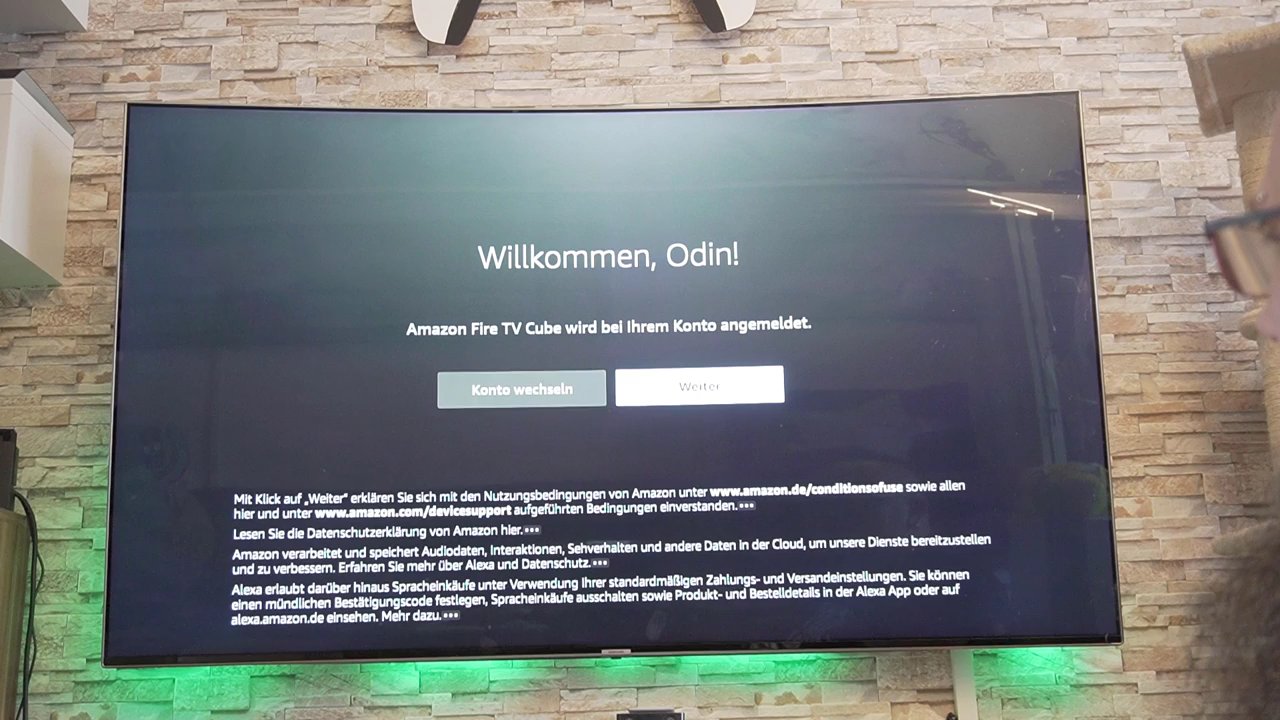 Willkommen, Odin!
Amazon Fire TV Cube wird bei Ihrem Konto angemeldet.
Konto wechseln
Weiter
Mit Klick auf „Weiter“ erklären Sie sich mit den Nutzungsbedingungen von Amazon unter www.amazon.de/conditionsofuse sowie allen
hier und unter www.amazon.com/devicesupport aufgeführten Bedingungen einverstanden.
Lesen Sie die Datenschutzerklärung von Amazon hier.
Amazon verarbeitet und speichert Audiodaten, Interaktionen, Sehverhalten und andere Daten in der Cloud, um unsere Dienste bereitzustellen
und zu verbessern. Erfahren Sie mehr über Alexa und Datenschutz.
Alexa erlaubt darüber hinaus Spracheinkäufe unter Verwendung Ihrer standardmäßigen Zahlungs- und Versandeinstellungen. Sie können
einen mündlichen Bestätigungscode festlegen, Spracheinkäufe ausschalten sowie Produkt- und Bestelldetails in der Alexa App oder auf
alexa.amazon.de einsehen. Mehr dazu.